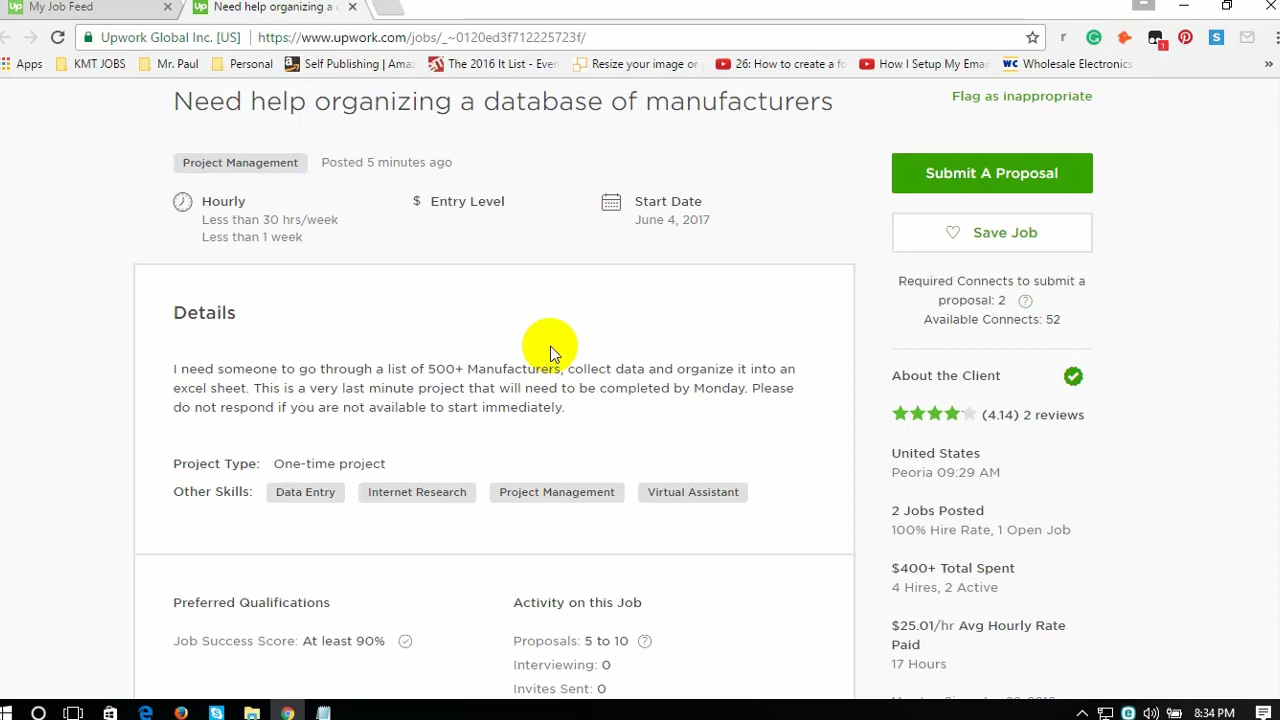 Up My Job Feed
Up Need help organizing a c
Upwork Global Inc. [US] https://www.upwork.com/jobs/_~0120ed3f712225723f/
Apps KMT JOBS Mr. Paul Personal Self Publishing | Ama The 2016 It List - Ever Resize your image or 26: How to create a fo How I Setup My Email WC Wholesale Electronics »
Need help organizing a database of manufacturers
Flag as inappropriate
Project Management Posted 5 minutes ago
Submit A Proposal
Hourly
Less than 30 hrs/week
Less than 1 week
$ Entry Level
Start Date
June 4, 2017
Save Job
Required Connects to submit a
proposal: 2 ?
Available Connects: 52
Details
I need someone to go through a list of 500+ Manufacturers, collect data and organize it into an
excel sheet. This is a very last minute project that will need to be completed by Monday. Please
do not respond if you are not available to start immediately.
Project Type: One-time project
Other Skills: Data Entry Internet Research Project Management Virtual Assistant
About the Client
(4.14) 2 reviews
United States
Peoria 09:29 AM
2 Jobs Posted
100% Hire Rate, 1 Open Job
$400+ Total Spent
4 Hires, 2 Active
$25.01/hr Avg Hourly Rate
Paid
17 Hours
Preferred Qualifications
Job Success Score: At least 90%
Activity on this Job
Proposals: 5 to 10 ?
Interviewing: 0
Invites Sent: 0
8:34 PM